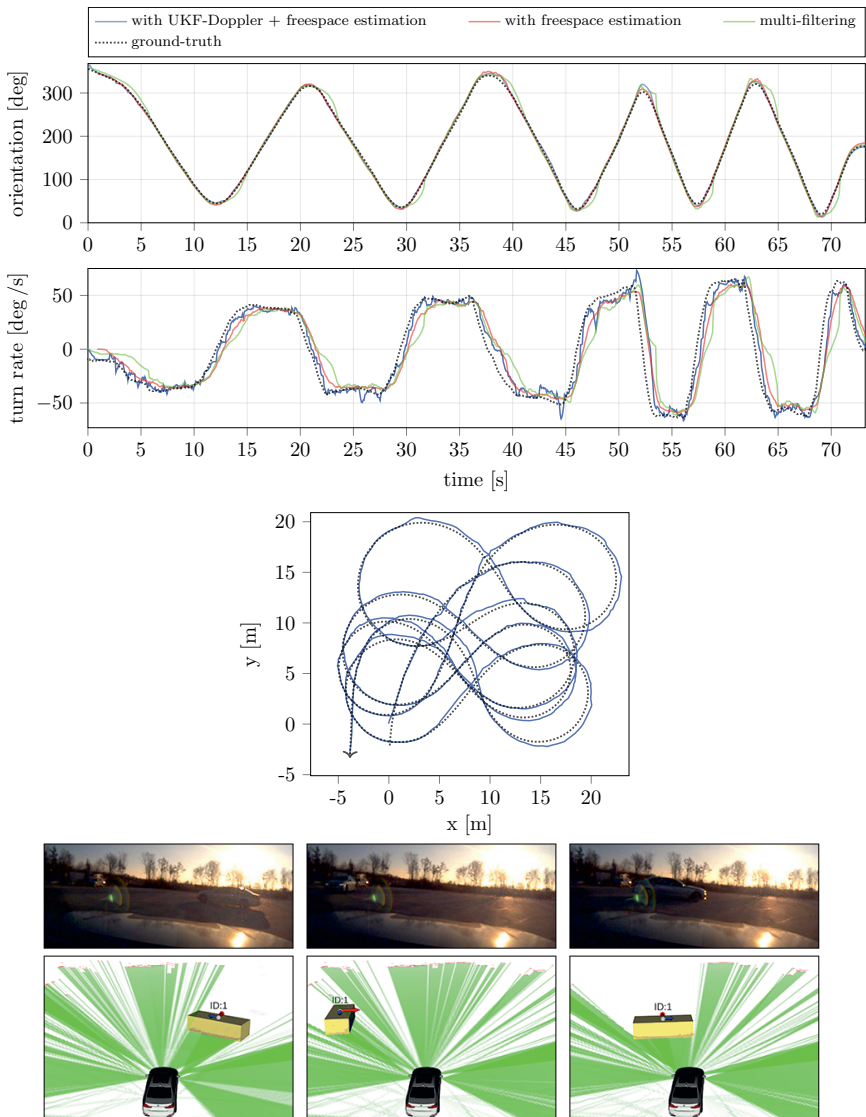 with UKF-Doppler + freespace estimation with freespace estimation multi-filtering
ground-truth
orientation [deg]
300
200
100
0
0 5 10 15 20 25 30 35 40 45 50 55 60 65 70
turn rate [deg/s]
50
0
−50
0 5 10 15 20 25 30 35 40 45 50 55 60 65 70
time [s]
y [m]
20
15
10
5
0
-5
-5 0 5 10 15 20
x [m]
ID:1 ID:1 ID:1